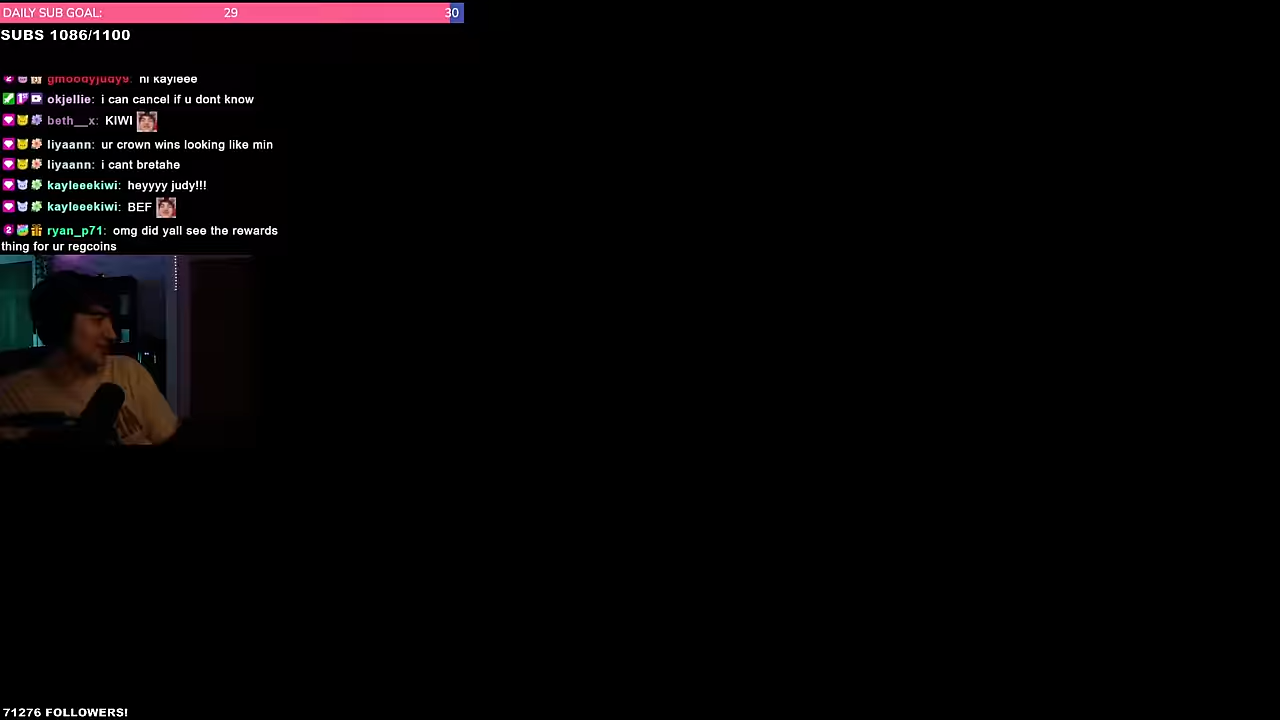 DAILY SUB GOAL: 29 30
SUBS 1086/1100
gmoodyjudy9: hi kayleee
okjellie: i can cancel if u dont know
beth__x: KIWI
liyaann: ur crown wins looking like min
liyaann: i cant bretahe
kayleeekiwi: heyyyy judy!!!
kayleeekiwi: BEF
ryan_p71: omg did yall see the rewards
thing for ur regcoins
71276 FOLLOWERS!